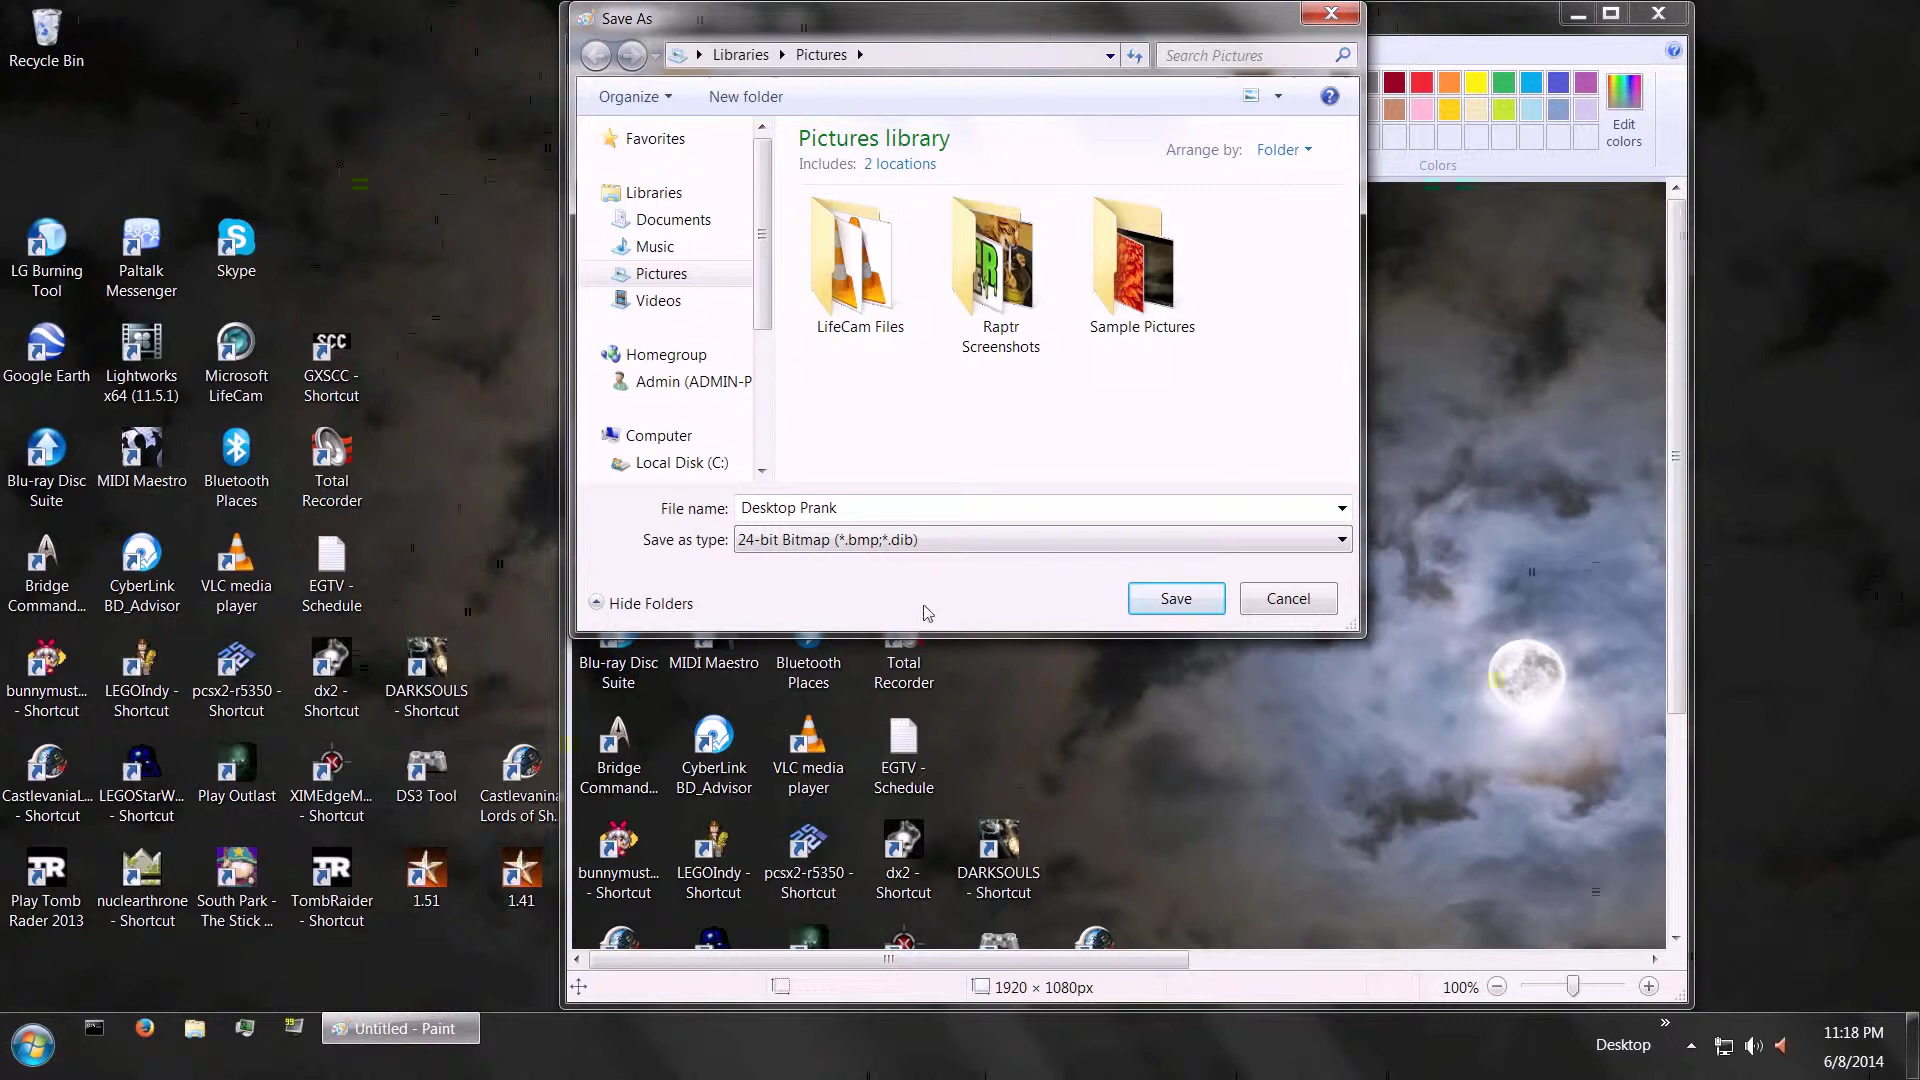 Save As
Recycle Bin
Libraries
Pictures
Search Pictures
Organize
New folder
Edit
colors
Colors
Favorites
Libraries
Documents
Music
Pictures
Videos
Homegroup
Admin (ADMIN-P
Computer
Local Disk (C:)
Pictures library
Includes: 2 locations
Arrange by: Folder
LifeCam Files
Raptr
Screenshots
Sample Pictures
File name: Desktop Prank
Save as type: 24-bit Bitmap (*.bmp;*.dib)
Hide Folders
Save
Cancel
LG Burning
Tool
Paltalk
Messenger
Skype
Google Earth
Lightworks
x64 (11.5.1)
Microsoft
LifeCam
GXSCC -
Shortcut
Blu-ray Disc
Suite
MIDI Maestro
Bluetooth
Places
Total
Recorder
Bridge
Command...
CyberLink
BD_Advisor
VLC media
player
EGTV -
Schedule
bunnymust...
- Shortcut
LEGOIndy -
Shortcut
pcsx2-r5350 -
Shortcut
dx2 -
Shortcut
DARKSOULS
- Shortcut
CastlevaniaL...
- Shortcut
LEGOStarW...
- Shortcut
Play Outlast
XIMEdgeM...
- Shortcut
DS3 Tool
Castlevanina
Lords of Sh.
Play Tomb
Rader 2013
nuclearthrone
- Shortcut
South Park -
The Stick ...
TombRaider
- Shortcut
1.51
1.41
Blu-ray Disc
Suite
MIDI Maestro
Bluetooth
Places
Total
Recorder
Bridge
Command...
CyberLink
BD_Advisor
VLC media
player
EGTV -
Schedule
bunnymust...
- Shortcut
LEGOIndy -
Shortcut
pcsx2-r5350 -
Shortcut
dx2 -
Shortcut
DARKSOULS
- Shortcut
1920 × 1080px
100%
99
Untitled - Paint
Desktop
»
11:18 PM
6/8/2014